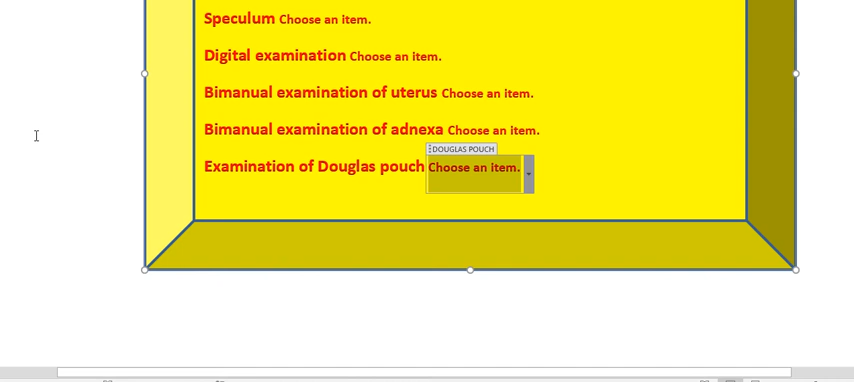 Speculum Choose an item.
Digital examination Choose an item.
Bimanual examination of uterus Choose an item.
Bimanual examination of adnexa Choose an item.
DOUGLAS POUCH
Examination of Douglas pouch Choose an item.